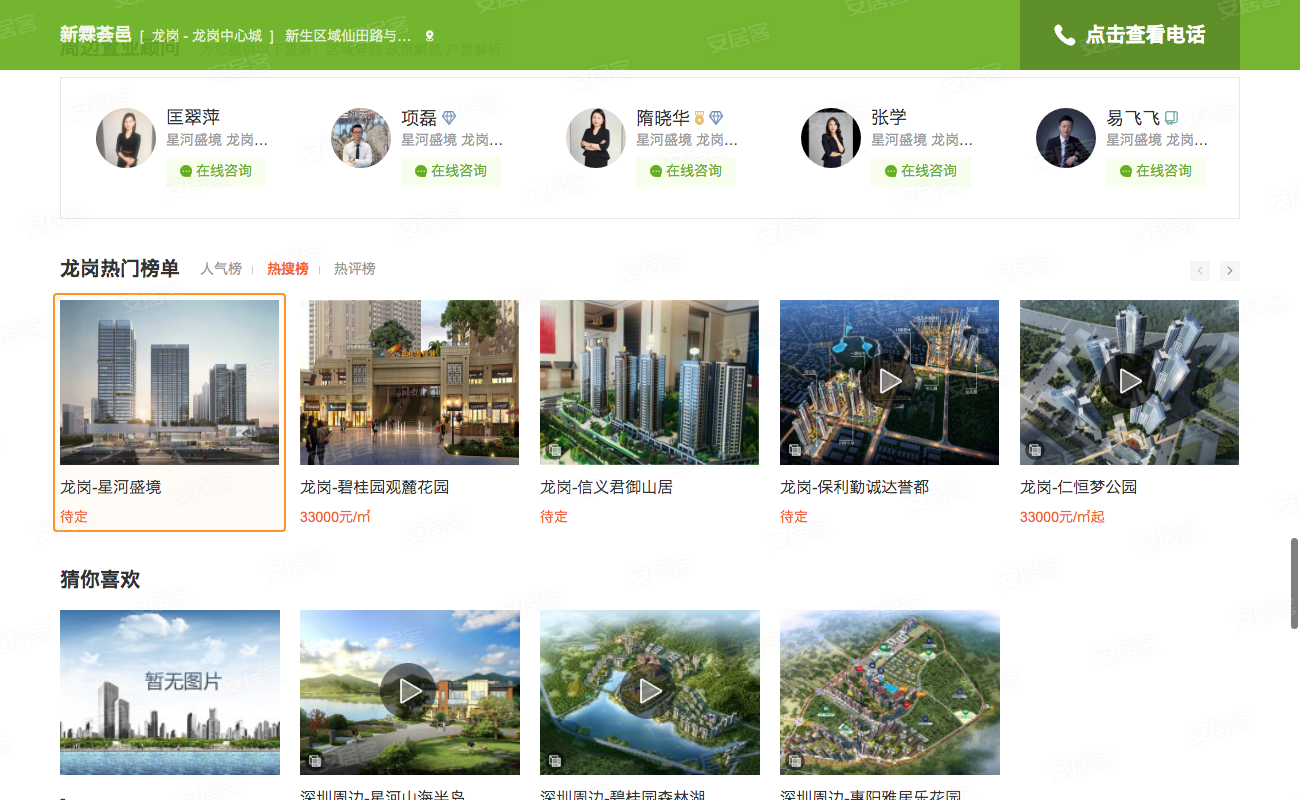 新霖荟邑 [ 龙岗 - 龙岗中心城 ] 新生区域仙田路与...
点击查看电话
周边置业顾问
匡翠萍
星河盛境 龙岗...
在线咨询
项磊
星河盛境 龙岗...
在线咨询
隋晓华
星河盛境 龙岗...
在线咨询
张学
星河盛境 龙岗...
在线咨询
易飞飞
星河盛境 龙岗...
在线咨询
龙岗热门榜单 人气榜 热搜榜 热评榜
龙岗-星河盛境
待定
龙岗-碧桂园观麓花园
33000元/㎡
龙岗-信义君御山居
待定
龙岗-保利勤诚达誉都
待定
龙岗-仁恒梦公园
33000元/㎡起
猜你喜欢
暂无图片
-
深圳周边-星河山海半岛
深圳周边-碧桂园森林湖
深圳周边-惠阳雅居乐花园
安居客